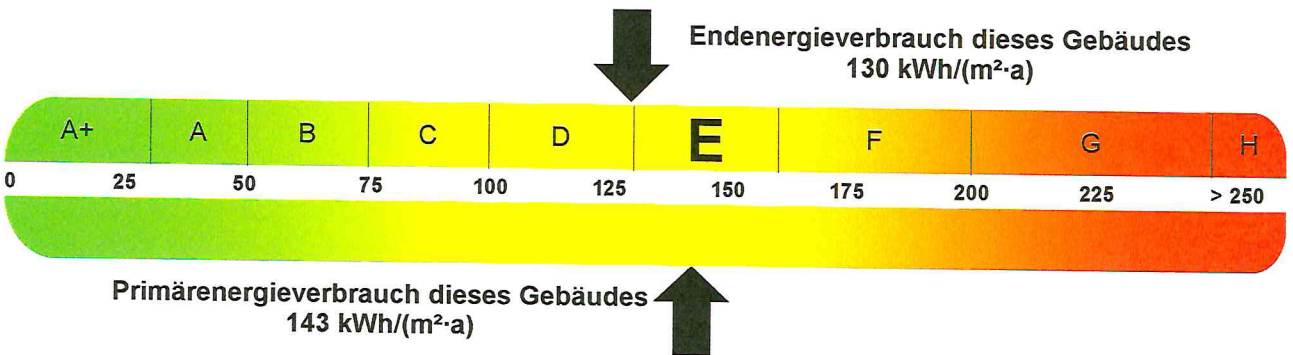 Endenergieverbrauch dieses Gebäudes
130 kWh/(m²·a)
A+ A B C D E F G H
0 25 50 75 100 125 150 175 200 225 > 250
Primärenergieverbrauch dieses Gebäudes
143 kWh/(m²·a)